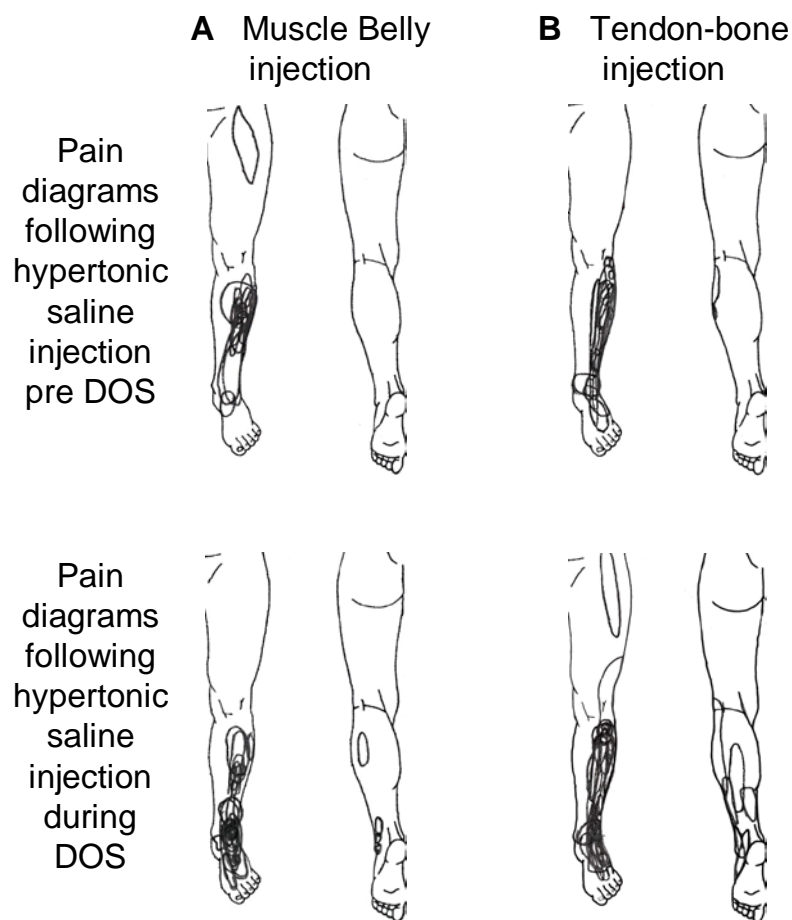 A Muscle Belly
injection
B Tendon-bone
injection
Pain
diagrams
following
hypertonic
saline
injection
pre DOS
Pain
diagrams
following
hypertonic
saline
injection
during
DOS